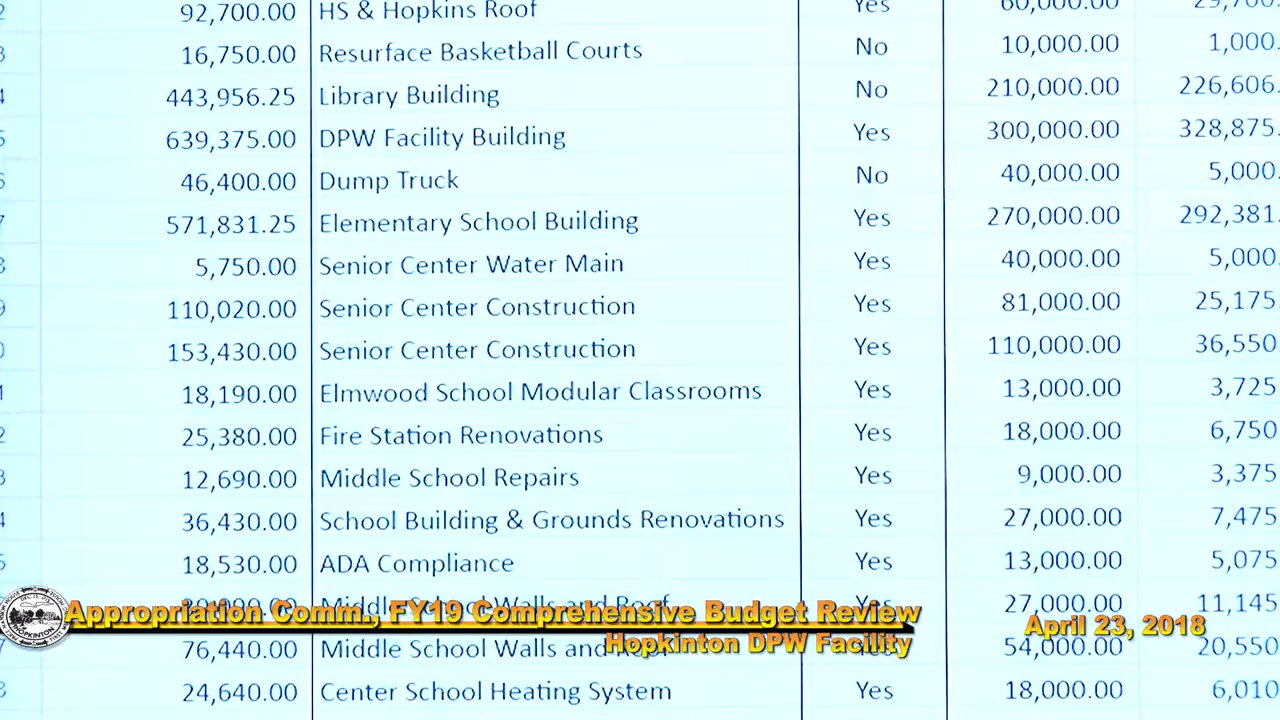 92,700.00 HS & Hopkins Roof Yes 60,000.00 29,700.
16,750.00 Resurface Basketball Courts No 10,000.00 1,000.
443,956.25 Library Building No 210,000.00 226,606.
639,375.00 DPW Facility Building Yes 300,000.00 328,875.
46,400.00 Dump Truck No 40,000.00 5,000.
571,831.25 Elementary School Building Yes 270,000.00 292,381.
5,750.00 Senior Center Water Main Yes 40,000.00 5,000.
110,020.00 Senior Center Construction Yes 81,000.00 25,175.
153,430.00 Senior Center Construction Yes 110,000.00 36,550.
18,190.00 Elmwood School Modular Classrooms Yes 13,000.00 3,725
25,380.00 Fire Station Renovations Yes 18,000.00 6,750
12,690.00 Middle School Repairs Yes 9,000.00 3,375
36,430.00 School Building & Grounds Renovations Yes 27,000.00 7,475
18,530.00 ADA Compliance Yes 13,000.00 5,075
Middle School Walls and Roof Yes 27,000.00 11,145
Appropriation Comm., FY19 Comprehensive Budget Review
April 23, 2018
Hopkinton DPW Facility
76,440.00 Middle School Walls and Roof Yes 54,000.00 20,550
24,640.00 Center School Heating System Yes 18,000.00 6,010